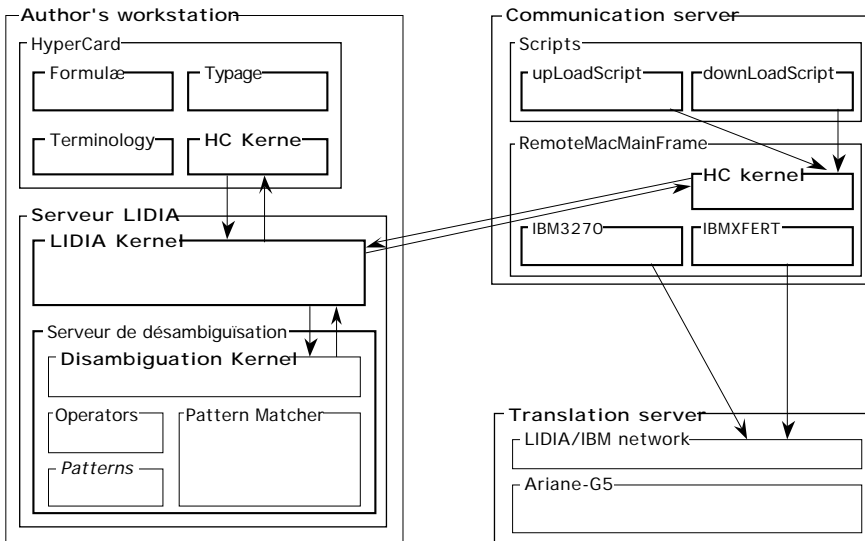 Author's workstation
HyperCard
Formulæ
Typage
Terminology
HC Kerne
Serveur LIDIA
LIDIA Kernel
Serveur de désambiguïsation
Disambiguation Kernel
Operators
Pattern Matcher
Patterns
Communication server
Scripts
upLoadScript
downLoadScript
RemoteMacMainFrame
HC kernel
IBM3270
IBMXFERT
Translation server
LIDIA/IBM network
Ariane-G5